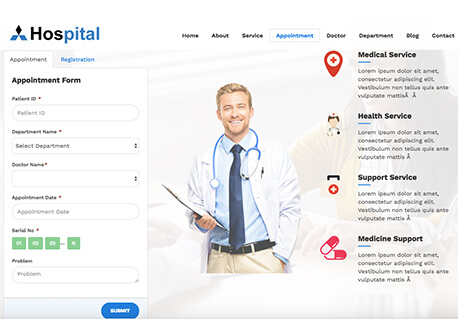 Hospital
Home About Service Appointment Doctor Department Blog Contact
Appointment Registration
Appointment Form
Patient ID *
Patient ID
Department Name *
Select Department
Doctor Name*
Appointment Date *
Appointment Date
Serial No *
01 02 03 ... N
Problem
Problem
SUBMIT
Medical Service
Lorem ipsum dolor sit amet,
consectetur adipiscing elit.
Vestibulum non tellus quis ante
vulputate mattisÂ Â
Health Service
Lorem ipsum dolor sit amet,
consectetur adipiscing elit.
Vestibulum non tellus quis ante
vulputate mattis Â
Support Service
Lorem ipsum dolor sit amet,
consectetur adipiscing elit.
Vestibulum non tellus quis ante
vulputate mattis Â
Medicine Support
Lorem ipsum dolor sit amet,
consectetur adipiscing elit.
Vestibulum non tellus quis ante
vulputate mattis Â